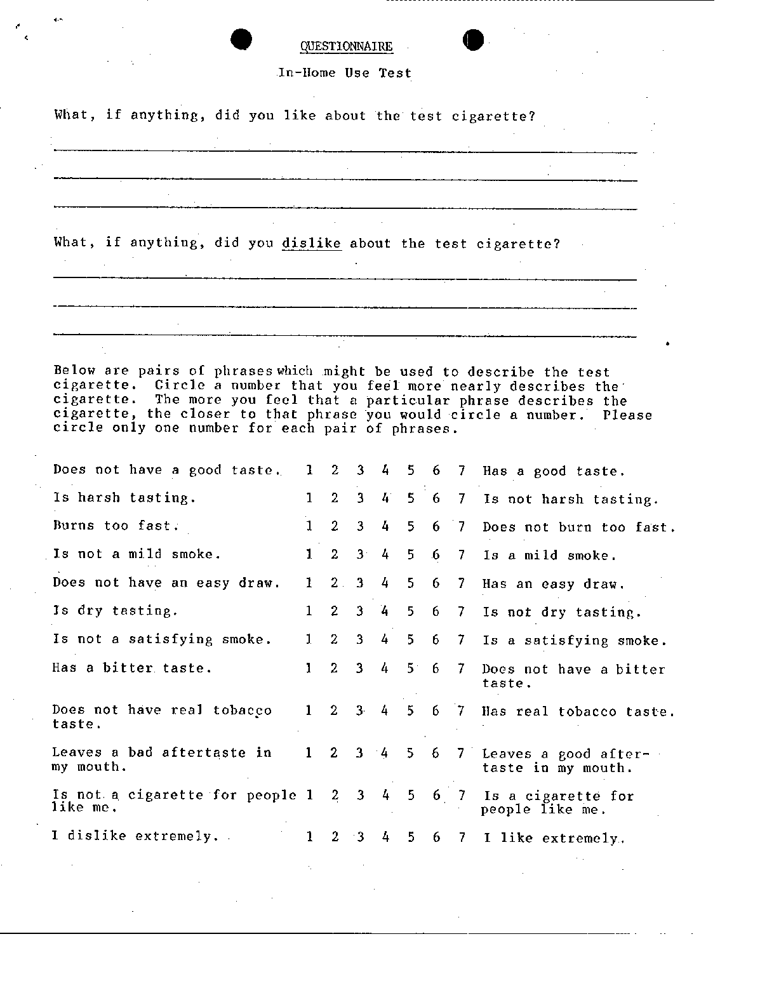 QUESTIONNAIRE
In-Home Use Test
What, if anything, did you like about the test cigarette?
What, if anything, did you dislike about the test cigarette?
Below are pairs of phrases which might be used to describe the test
cigarette. Circle a number that you feel more nearly describes the
cigarette. The more you feel that a particular phrase describes the
cigarette, the closer to that phrase you would circle a number. Please
circle only one number for each pair of phrases.
Does not have a good taste. 1 2 3 4 5 6 7 Has a good taste.
Is harsh tasting. 1 2 3 4 5 6 7 Is not harsh tasting.
Burns too fast. 1 2 3 4 5 6 7 Does not burn too fast.
Is not a mild smoke. 1 2 3 4 5 6 7 Is a mild smoke.
Does not have an easy draw. 1 2 3 4 5 6 7 Has an easy draw.
Is dry tasting. 1 2 3 4 5 6 7 Is not dry tasting.
Is not a satisfying smoke. 1 2 3 4 5 6 7 Is a satisfying smoke.
Has a bitter taste. 1 2 3 4 5 6 7 Does not have a bitter
taste.
Does not have real tobacco 1 2 3 4 5 6 7 Has real tobacco taste.
taste.
Leaves a bad aftertaste in 1 2 3 4 5 6 7 Leaves a good after-
my mouth. taste in my mouth.
Is not a cigarette for people 1 2 3 4 5 6 7 Is a cigarette for
like me. people like me.
I dislike extremely. 1 2 3 4 5 6 7 I like extremely.